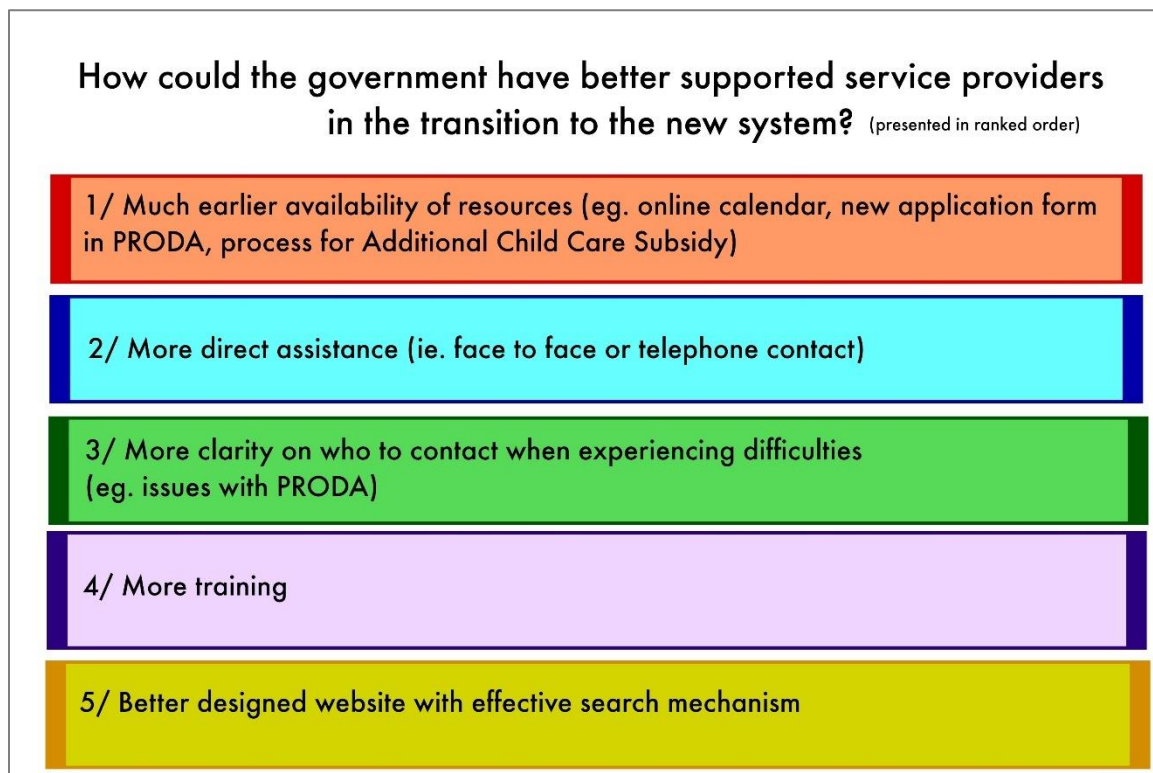 How could the government have better supported service providers
in the transition to the new system? (presented in ranked order)
1/ Much earlier availability of resources (eg. online calendar, new application form
in PRODA, process for Additional Child Care Subsidy)
2/ More direct assistance (ie. face to face or telephone contact)
3/ More clarity on who to contact when experiencing difficulties
(eg. issues with PRODA)
4/ More training
5/ Better designed website with effective search mechanism